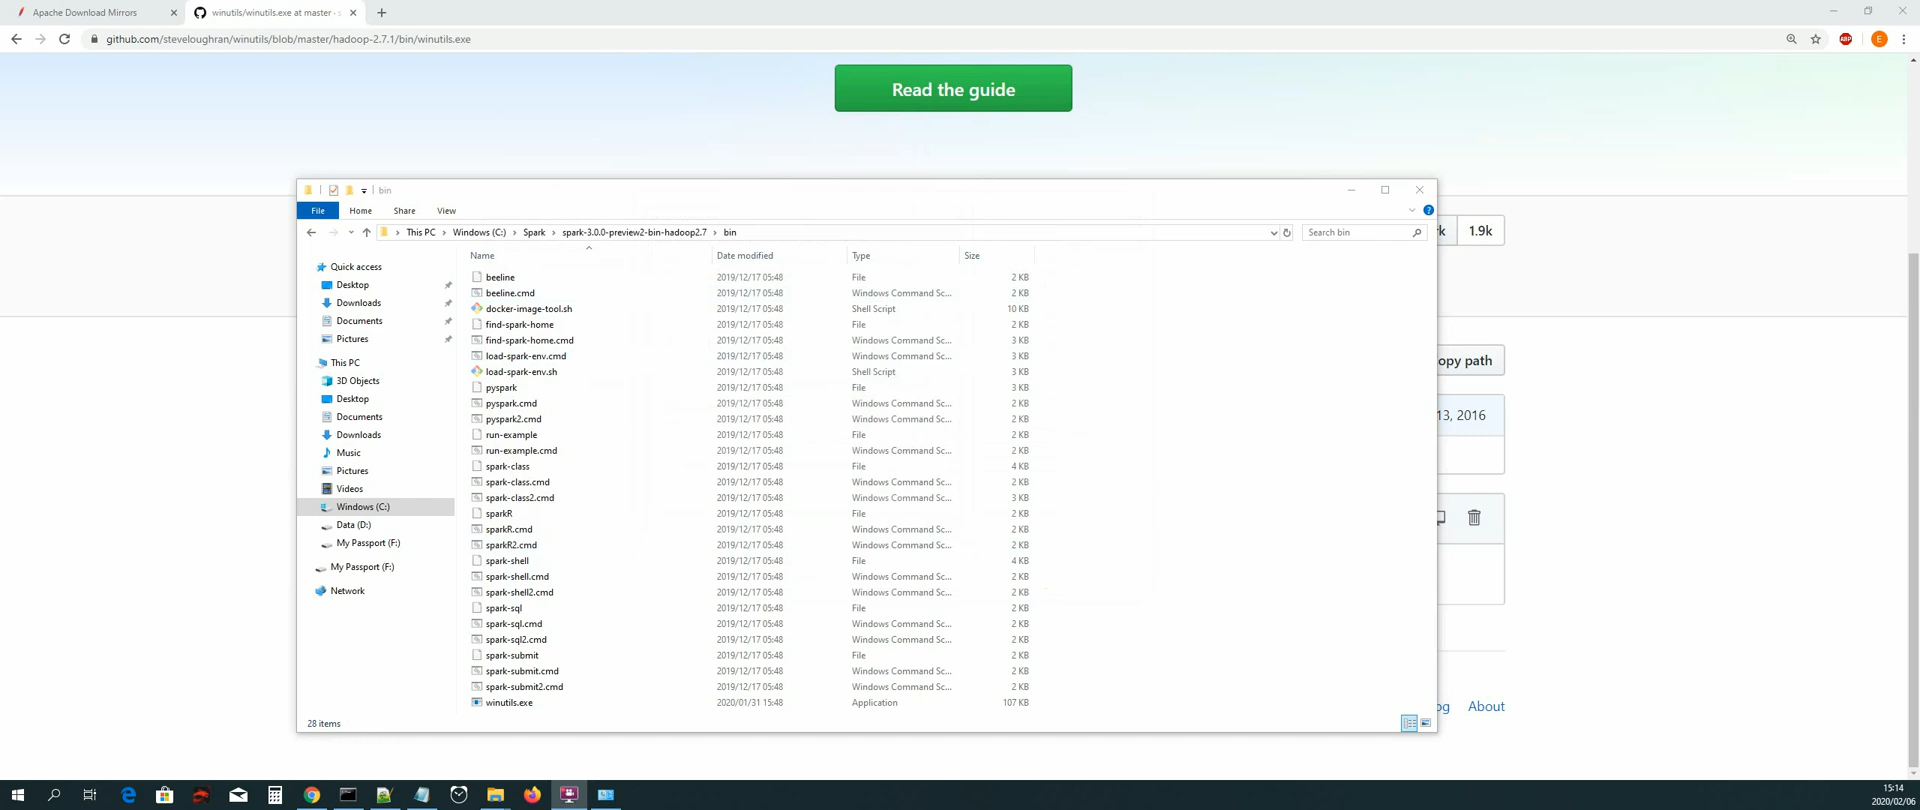 Apache Download Mirrors
winutils/winutils.exe at master · s
github.com/steveloughran/winutils/blob/master/hadoop-2.7.1/bin/winutils.exe
ABP
E
Read the guide
rk 1.9k
opy path
13, 2016
og About
bin
File Home Share View
This PC > Windows (C:) > Spark > spark-3.0.0-preview2-bin-hadoop2.7 > bin
Search bin
Quick access
Desktop
Downloads
Documents
Pictures
This PC
3D Objects
Desktop
Documents
Downloads
Music
Pictures
Videos
Windows (C:)
Data (D:)
My Passport (F:)
My Passport (F:)
Network
Name Date modified Type Size
beeline 2019/12/17 05:48 File 2 KB
beeline.cmd 2019/12/17 05:48 Windows Command Sc... 2 KB
docker-image-tool.sh 2019/12/17 05:48 Shell Script 10 KB
find-spark-home 2019/12/17 05:48 File 2 KB
find-spark-home.cmd 2019/12/17 05:48 Windows Command Sc... 3 KB
load-spark-env.cmd 2019/12/17 05:48 Windows Command Sc... 3 KB
load-spark-env.sh 2019/12/17 05:48 Shell Script 3 KB
pyspark 2019/12/17 05:48 File 3 KB
pyspark.cmd 2019/12/17 05:48 Windows Command Sc... 2 KB
pyspark2.cmd 2019/12/17 05:48 Windows Command Sc... 2 KB
run-example 2019/12/17 05:48 File 2 KB
run-example.cmd 2019/12/17 05:48 Windows Command Sc... 2 KB
spark-class 2019/12/17 05:48 File 4 KB
spark-class.cmd 2019/12/17 05:48 Windows Command Sc... 2 KB
spark-class2.cmd 2019/12/17 05:48 Windows Command Sc... 3 KB
sparkR 2019/12/17 05:48 File 2 KB
sparkR.cmd 2019/12/17 05:48 Windows Command Sc... 2 KB
sparkR2.cmd 2019/12/17 05:48 Windows Command Sc... 2 KB
spark-shell 2019/12/17 05:48 File 4 KB
spark-shell.cmd 2019/12/17 05:48 Windows Command Sc... 2 KB
spark-shell2.cmd 2019/12/17 05:48 Windows Command Sc... 2 KB
spark-sql 2019/12/17 05:48 File 2 KB
spark-sql.cmd 2019/12/17 05:48 Windows Command Sc... 2 KB
spark-sql2.cmd 2019/12/17 05:48 Windows Command Sc... 2 KB
spark-submit 2019/12/17 05:48 File 2 KB
spark-submit.cmd 2019/12/17 05:48 Windows Command Sc... 2 KB
spark-submit2.cmd 2019/12/17 05:48 Windows Command Sc... 2 KB
winutils.exe 2020/01/31 15:48 Application 107 KB
28 items
15:14
2020/02/06